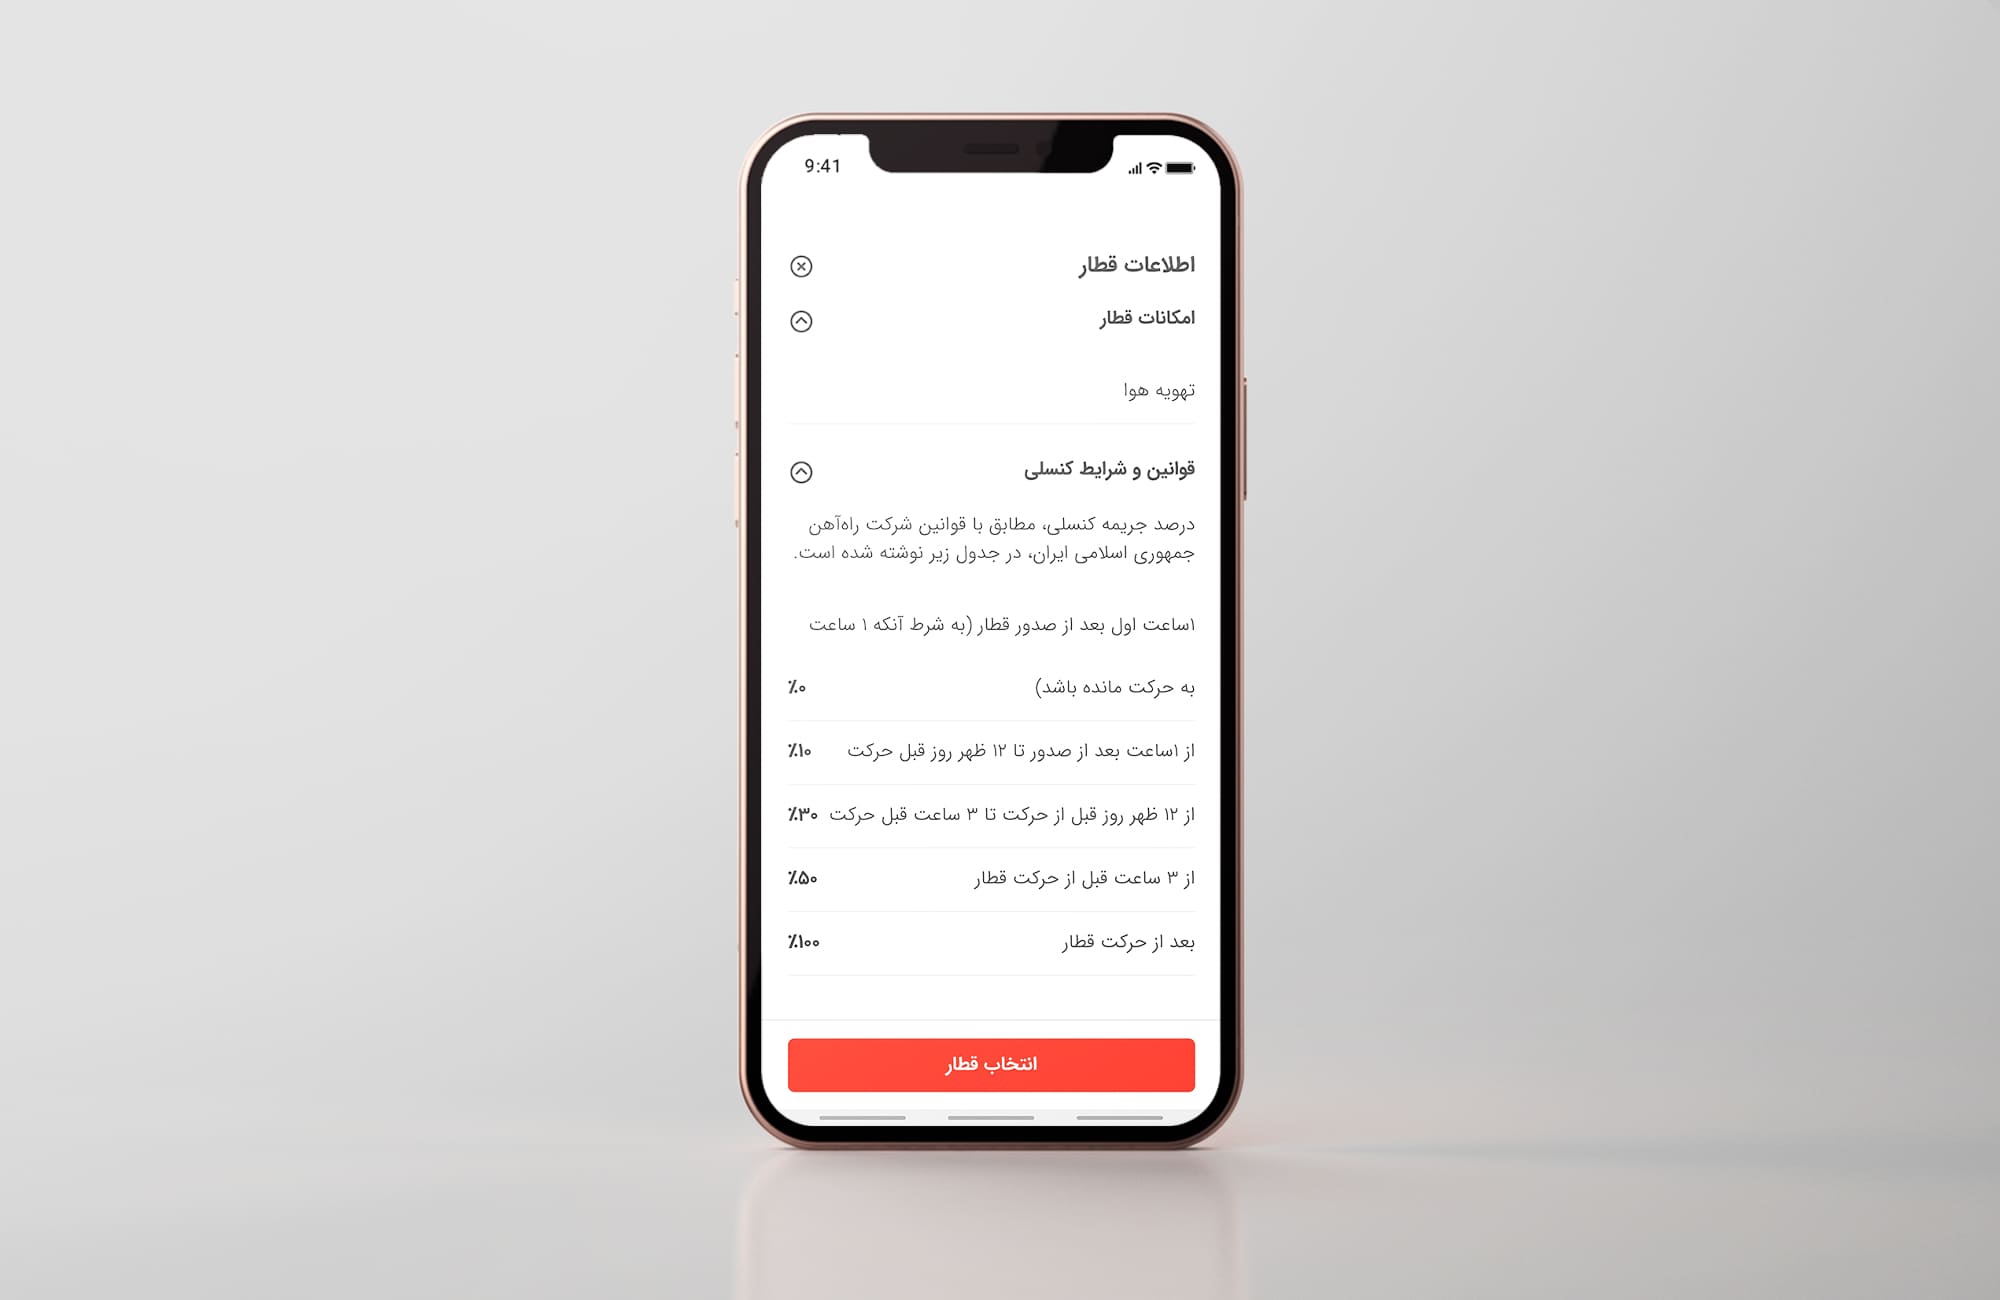 9:41
اطلاعات قطار
امکانات قطار
تهویه هوا
قوانین و شرایط کنسلی
درصد جریمه کنسلی، مطابق با قوانین شرکت راه‌آهن
جمهوری اسلامی ایران، در جدول زیر نوشته شده است.
۱ساعت اول بعد از صدور قطار (به شرط آنکه ۱ ساعت
به حرکت مانده باشد) ٪۰
از ۱ساعت بعد از صدور تا ۱۲ ظهر روز قبل حرکت ٪۱۰
از ۱۲ ظهر روز قبل از حرکت تا ۳ ساعت قبل حرکت ٪۳۰
از ۳ ساعت قبل از حرکت قطار ٪۵۰
بعد از حرکت قطار ٪۱۰۰
انتخاب قطار